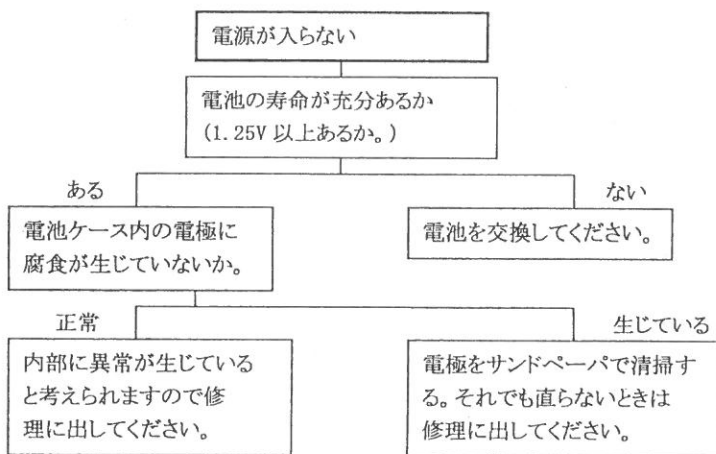 電源が入らない
電池の寿命が充分あるか
(1.25V 以上あるか。)
ある
ない
電池ケース内の電極に
腐食が生じていないか。
電池を交換してください。
正常
生じている
内部に異常が生じている
と考えられますので修
理に出してください。
電極をサンドペーパで清掃す
る。それでも直らないときは
修理に出してください。